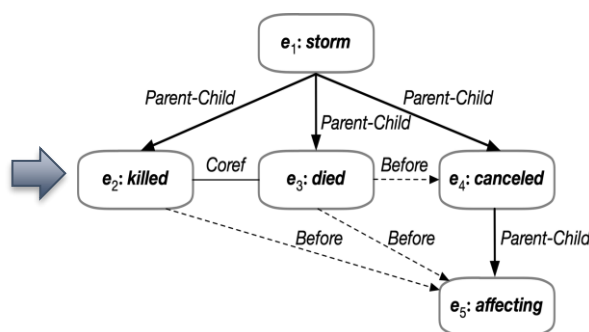 e1: storm
Parent-Child
Parent-Child
Parent-Child
e2: killed
Coref
e3: died
Before
e4: canceled
Before
Before
Parent-Child
e5: affecting